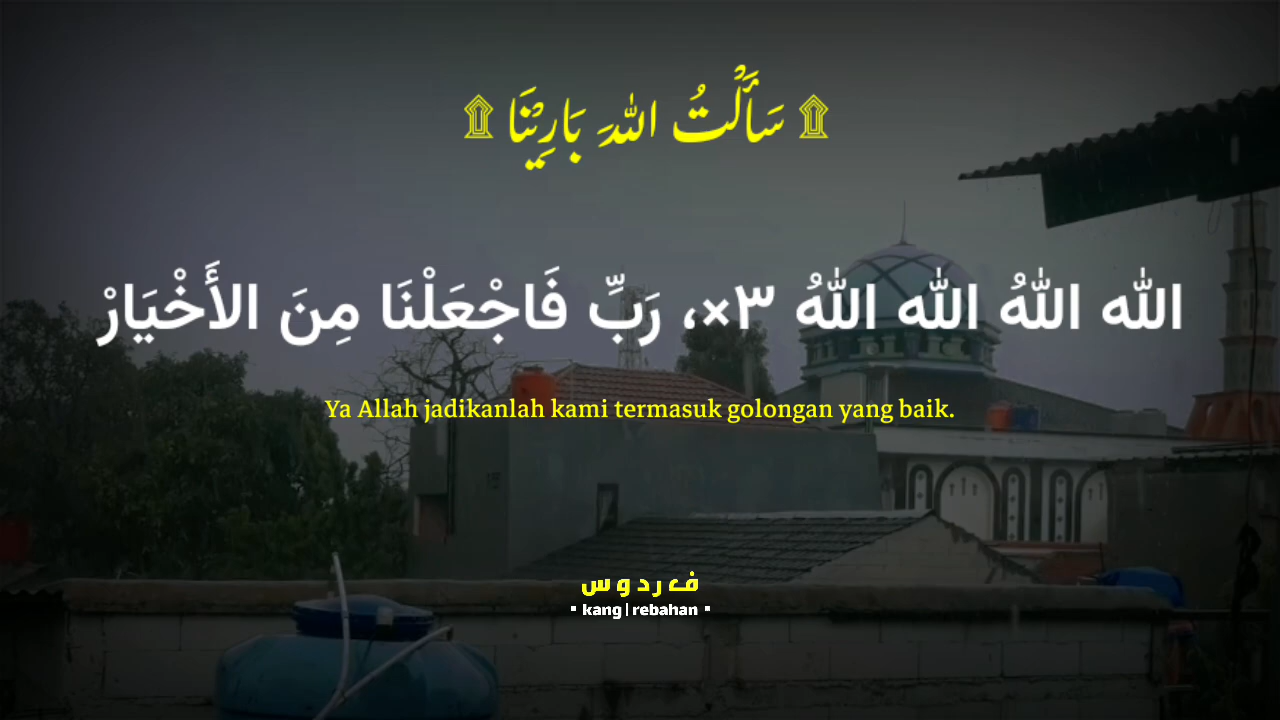 ۩ سَأَلْتُ اللهَ بَارِيْنَا ۩
الله اللهُ الله اللهُ ٣×، رَبِّ فَاجْعَلْنَا مِنَ الأَخْيَارْ
Ya Allah jadikanlah kami termasuk golongan yang baik.
ف ے ر د و س
▪ kang|rebahan ▪